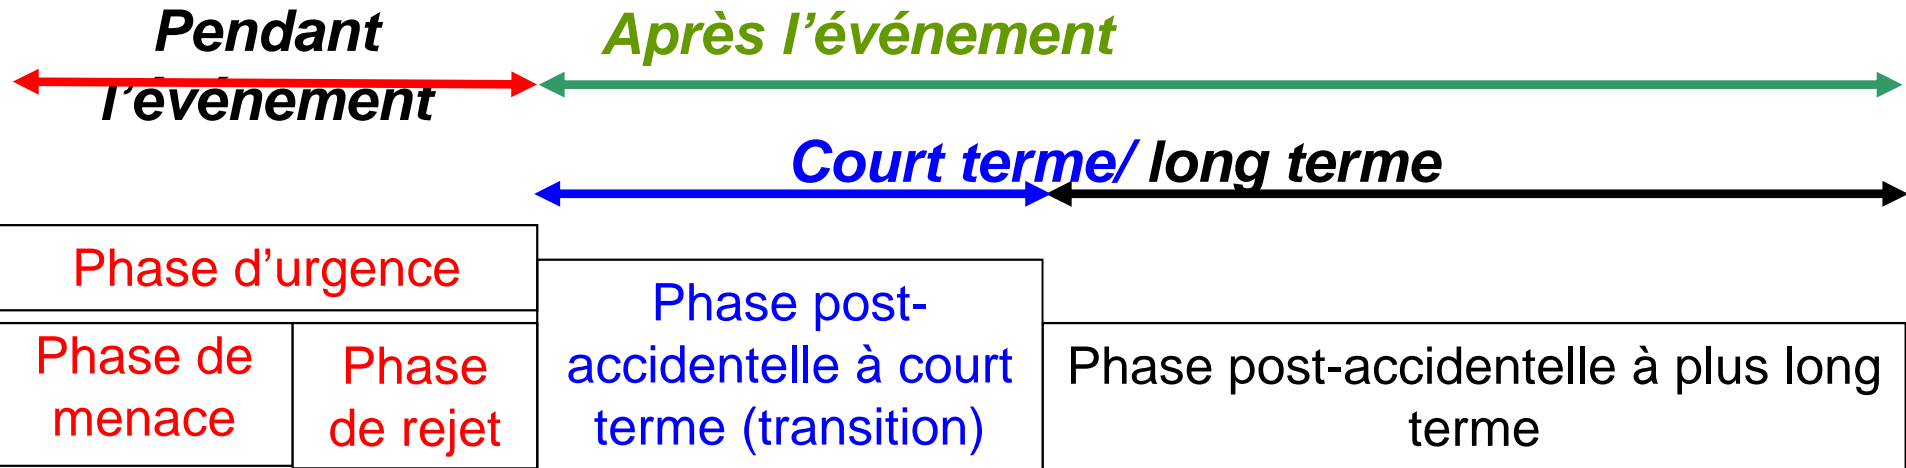 Pendant
l'événement
Après l'événement
Court terme/ long terme
Phase d'urgence
Phase de
menace
Phase
de rejet
Phase post-
accidentelle à court
terme (transition)
Phase post-accidentelle à plus long
terme